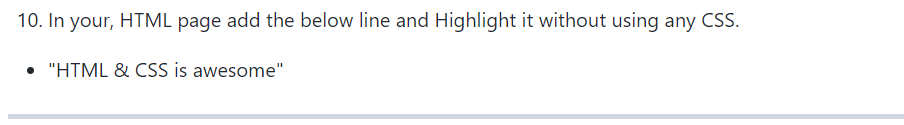 10. In your, HTML page add the below line and Highlight it without using any CSS.
• "HTML & CSS is awesome"